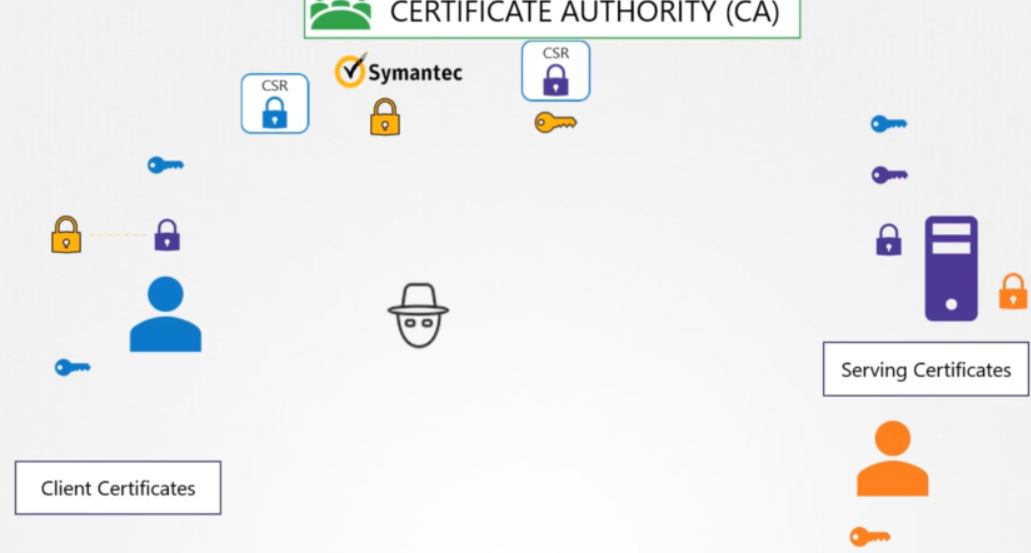 CERTIFICATE AUTHORITY (CA)
CSR
Symantec
CSR
Serving Certificates
Client Certificates